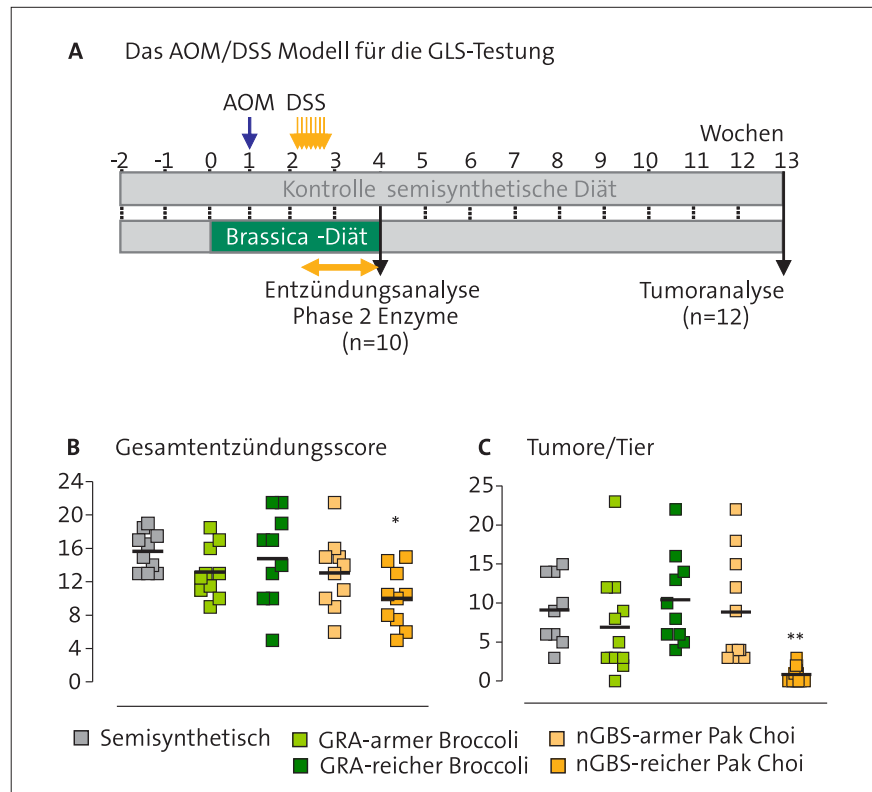 A Das AOM/DSS Modell für die GLS-Testung
AOM DSS
Wochen
-2 -1 0 1 2 3 4 5 6 7 8 9 10 11 12 13
Kontrolle semisynthetische Diät
Brassica -Diät
Entzündungsanalyse
Phase 2 Enzyme
(n=10)
Tumoranalyse
(n=12)
B Gesamtentzündungsscore
24
20
16
12
8
4
0
*
C Tumore/Tier
25
20
15
10
5
0
**
Semisynthetisch
GRA-armer Broccoli
GRA-reicher Broccoli
nGBS-armer Pak Choi
nGBS-reicher Pak Choi